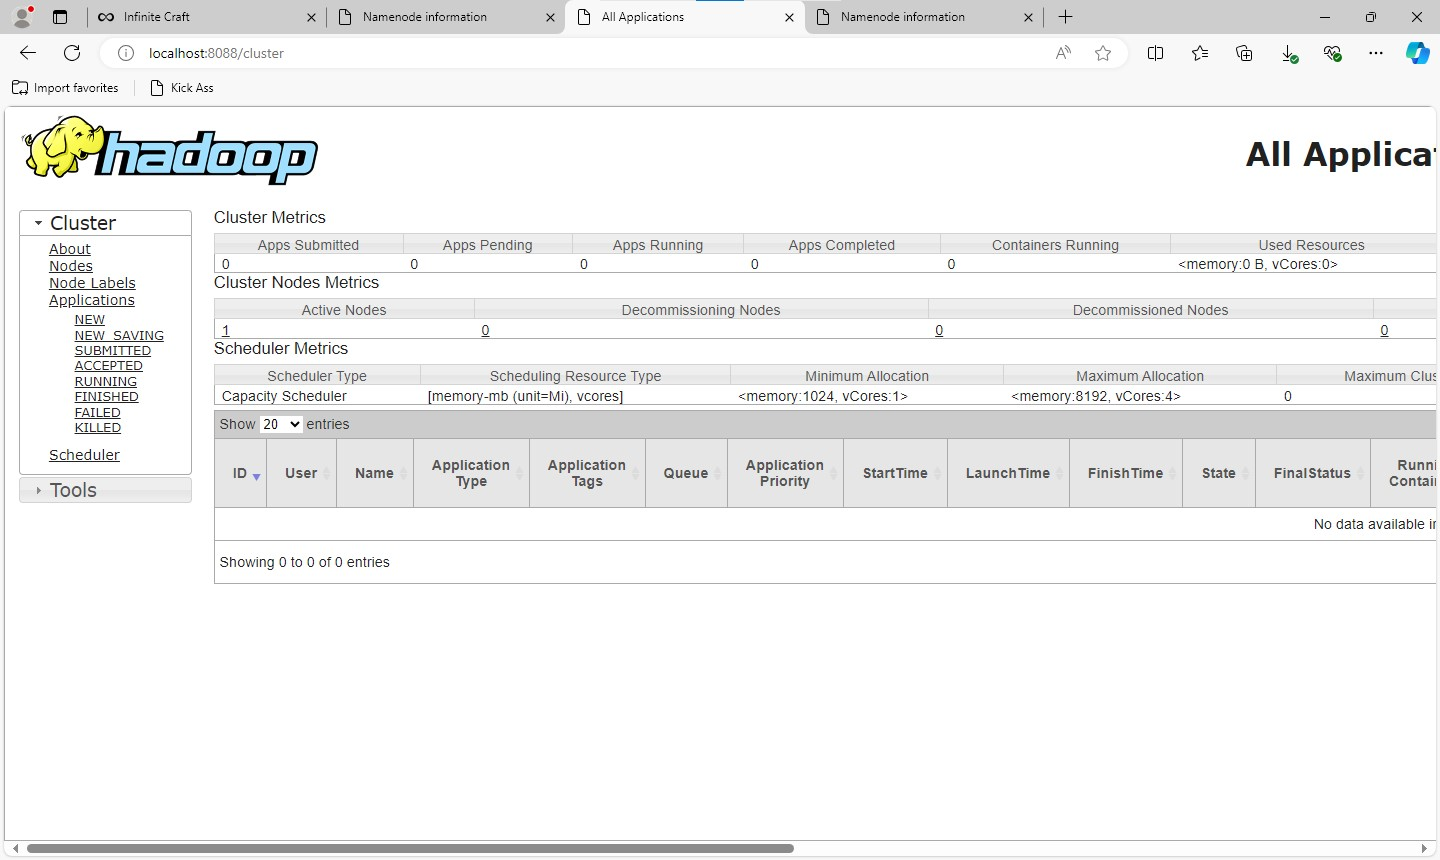 Infinite Craft
Namenode information
All Applications
Namenode information
localhost:8088/cluster
Import favorites
Kick Ass
hadoop
All Applicat
Cluster
About
Nodes
Node Labels
Applications
NEW
NEW_SAVING
SUBMITTED
ACCEPTED
RUNNING
FINISHED
FAILED
KILLED
Scheduler
Tools
Cluster Metrics
Apps Submitted Apps Pending Apps Running Apps Completed Containers Running Used Resources
0 0 0 0 0 <memory:0 B, vCores:0>
Cluster Nodes Metrics
Active Nodes Decommissioning Nodes Decommissioned Nodes
1 0 0 0
Scheduler Metrics
Scheduler Type Scheduling Resource Type Minimum Allocation Maximum Allocation Maximum Clus
Capacity Scheduler [memory-mb (unit=Mi), vcores] <memory:1024, vCores:1> <memory:8192, vCores:4> 0
Show 20 entries
ID User Name Application Type Application Tags Queue Application Priority StartTime LaunchTime FinishTime State FinalStatus Runni Contai
No data available i
Showing 0 to 0 of 0 entries